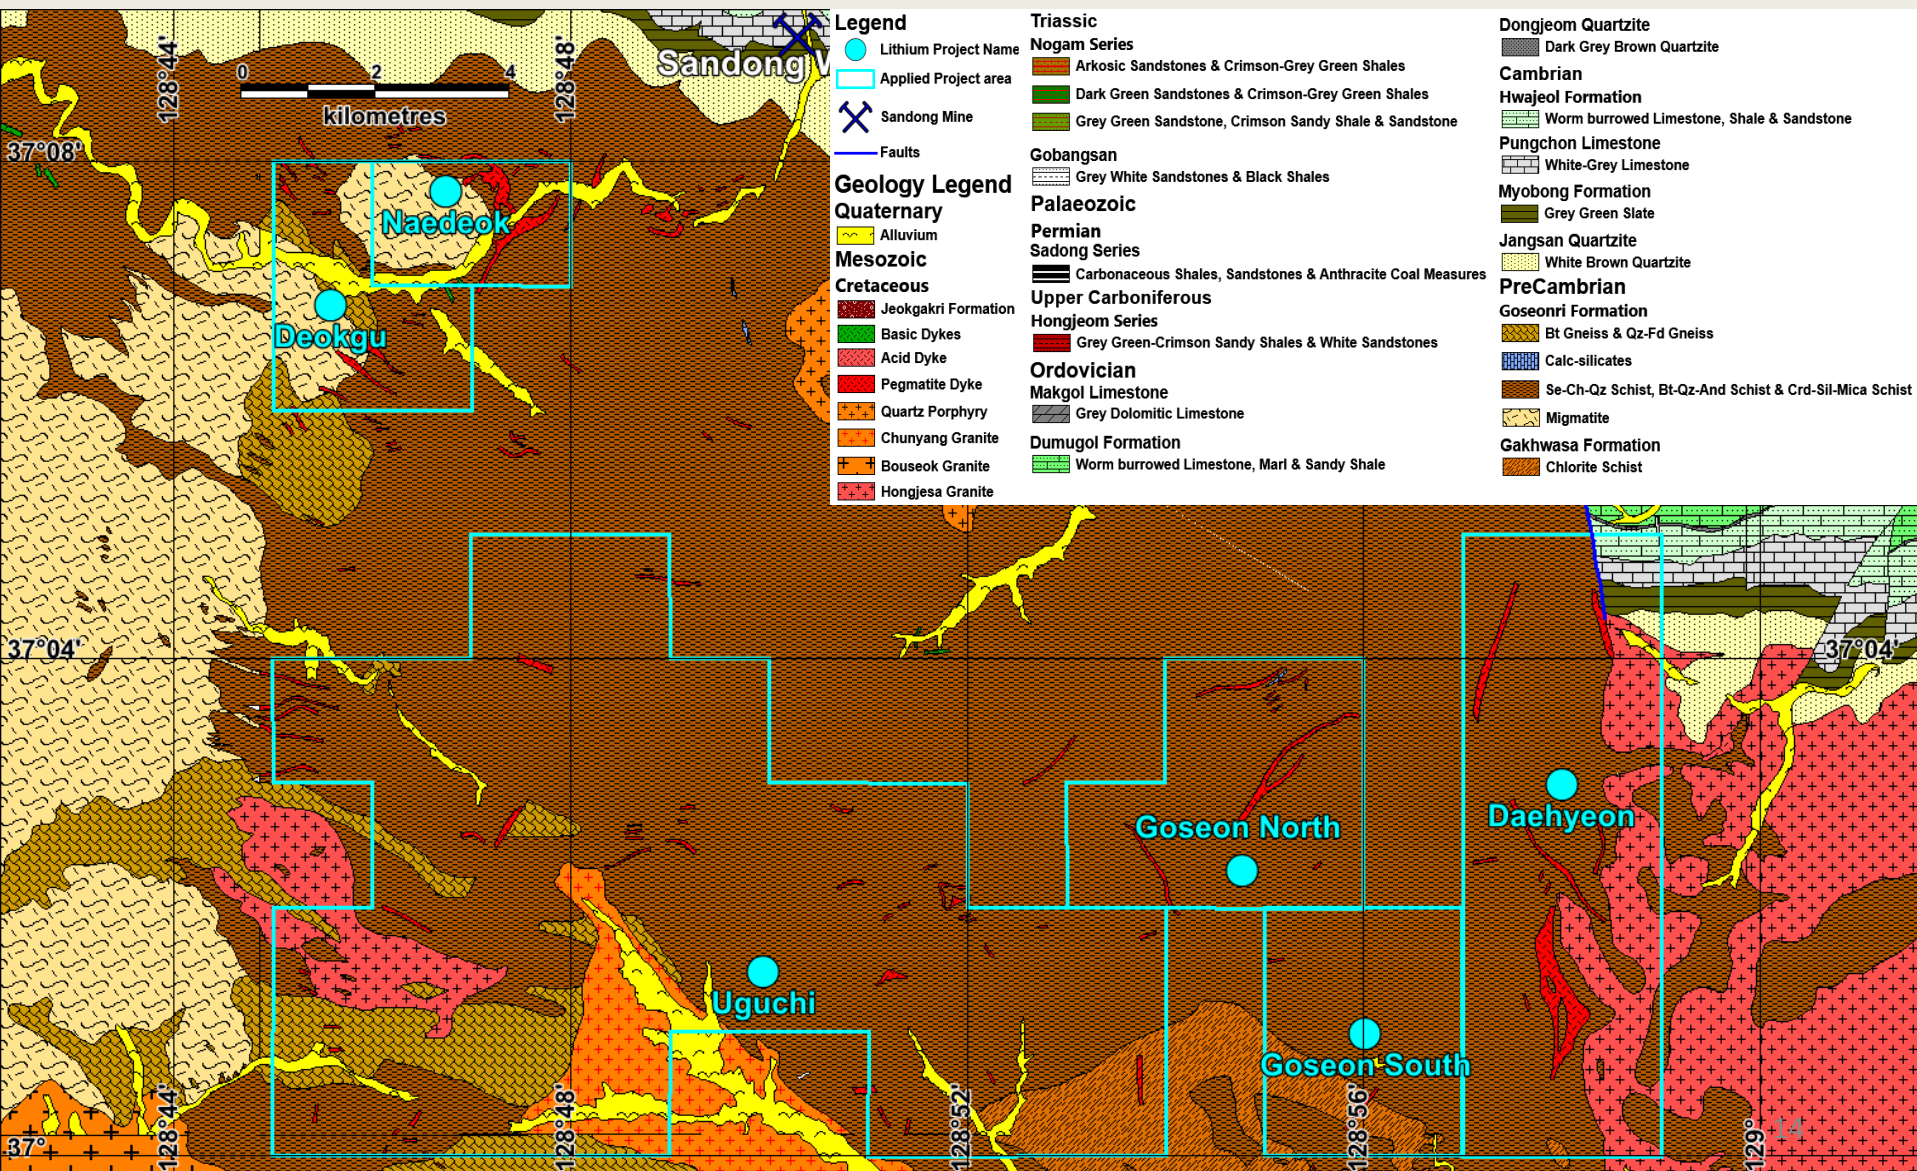 Legend
Lithium Project Name
Applied Project area
Sandong Mine
Faults
Geology Legend
Quaternary
Alluvium
Mesozoic
Cretaceous
Jeokgakri Formation
Basic Dykes
Acid Dyke
Pegmatite Dyke
Quartz Porphyry
Chunyang Granite
Bouseok Granite
Hongjesa Granite
Triassic
Nogam Series
Arkosic Sandstones & Crimson-Grey Green Shales
Dark Green Sandstones & Crimson-Grey Green Shales
Grey Green Sandstone, Crimson Sandy Shale & Sandstone
Gobangsan
Grey White Sandstones & Black Shales
Palaeozoic
Permian
Sadong Series
Carbonaceous Shales, Sandstones & Anthracite Coal Measures
Upper Carboniferous
Hongjeom Series
Grey Green-Crimson Sandy Shales & White Sandstones
Ordovician
Makgol Limestone
Grey Dolomitic Limestone
Dumugol Formation
Worm burrowed Limestone, Marl & Sandy Shale
Dongjeom Quartzite
Dark Grey Brown Quartzite
Cambrian
Hwajeol Formation
Worm burrowed Limestone, Shale & Sandstone
Pungchon Limestone
White-Grey Limestone
Myobong Formation
Grey Green Slate
Jangsan Quartzite
White Brown Quartzite
PreCambrian
Goseonri Formation
Bt Gneiss & Qz-Fd Gneiss
Calc-silicates
Se-Ch-Qz Schist, Bt-Qz-And Schist & Crd-Sil-Mica Schist
Migmatite
Gakhwasa Formation
Chlorite Schist
128°44'
128°48'
Sandong
0 2 4
kilometres
37°08'
Naedeok
Deokgu
37°04'
37°04'
Daehyeon
Goseon North
Uguchi
Goseon South
128°44'
128°48'
128°52'
128°56'
129°
37°
14